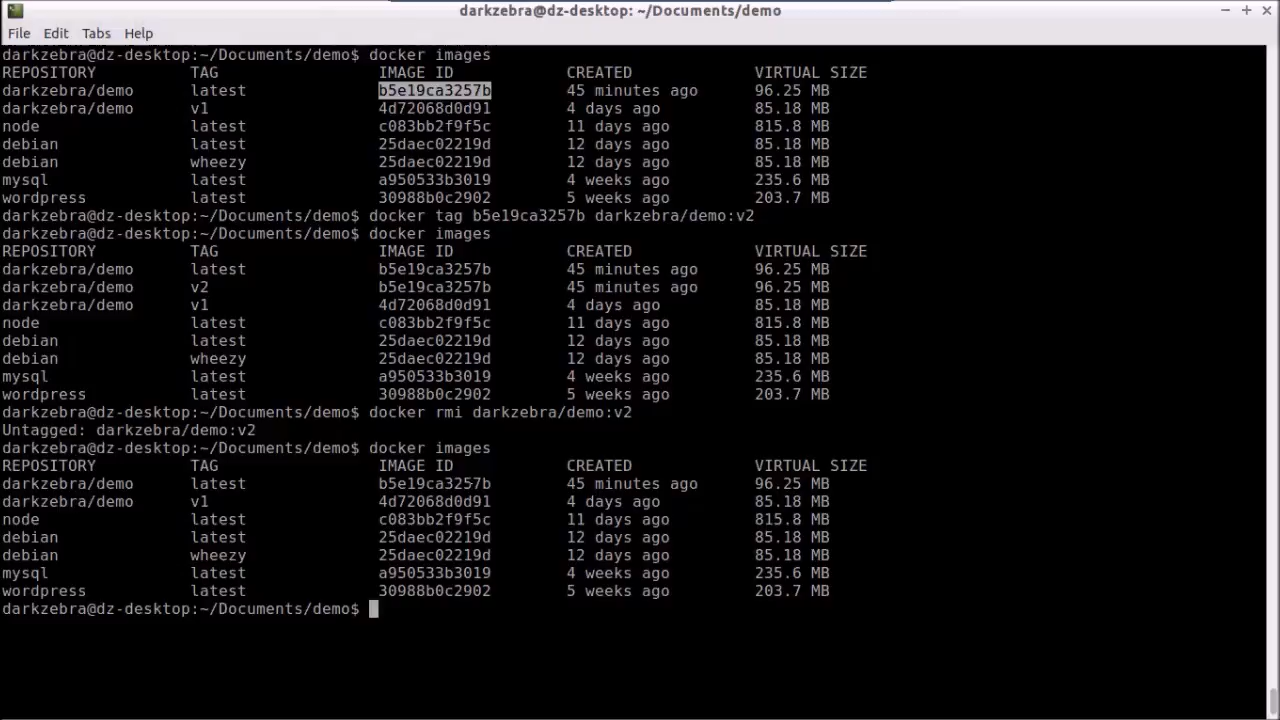 darkzebra@dz-desktop: ~/Documents/demo
File Edit Tabs Help
darkzebra@dz-desktop:~/Documents/demo$ docker images
REPOSITORY TAG IMAGE ID CREATED VIRTUAL SIZE
darkzebra/demo latest b5e19ca3257b 45 minutes ago 96.25 MB
darkzebra/demo v1 4d72068d0d91 4 days ago 85.18 MB
node latest c083bb2f9f5c 11 days ago 815.8 MB
debian latest 25daec02219d 12 days ago 85.18 MB
debian wheezy 25daec02219d 12 days ago 85.18 MB
mysql latest a950533b3019 4 weeks ago 235.6 MB
wordpress latest 30988b0c2902 5 weeks ago 203.7 MB
darkzebra@dz-desktop:~/Documents/demo$ docker tag b5e19ca3257b darkzebra/demo:v2
darkzebra@dz-desktop:~/Documents/demo$ docker images
REPOSITORY TAG IMAGE ID CREATED VIRTUAL SIZE
darkzebra/demo latest b5e19ca3257b 45 minutes ago 96.25 MB
darkzebra/demo v2 b5e19ca3257b 45 minutes ago 96.25 MB
darkzebra/demo v1 4d72068d0d91 4 days ago 85.18 MB
node latest c083bb2f9f5c 11 days ago 815.8 MB
debian latest 25daec02219d 12 days ago 85.18 MB
debian wheezy 25daec02219d 12 days ago 85.18 MB
mysql latest a950533b3019 4 weeks ago 235.6 MB
wordpress latest 30988b0c2902 5 weeks ago 203.7 MB
darkzebra@dz-desktop:~/Documents/demo$ docker rmi darkzebra/demo:v2
Untagged: darkzebra/demo:v2
darkzebra@dz-desktop:~/Documents/demo$ docker images
REPOSITORY TAG IMAGE ID CREATED VIRTUAL SIZE
darkzebra/demo latest b5e19ca3257b 45 minutes ago 96.25 MB
darkzebra/demo v1 4d72068d0d91 4 days ago 85.18 MB
node latest c083bb2f9f5c 11 days ago 815.8 MB
debian latest 25daec02219d 12 days ago 85.18 MB
debian wheezy 25daec02219d 12 days ago 85.18 MB
mysql latest a950533b3019 4 weeks ago 235.6 MB
wordpress latest 30988b0c2902 5 weeks ago 203.7 MB
darkzebra@dz-desktop:~/Documents/demo$